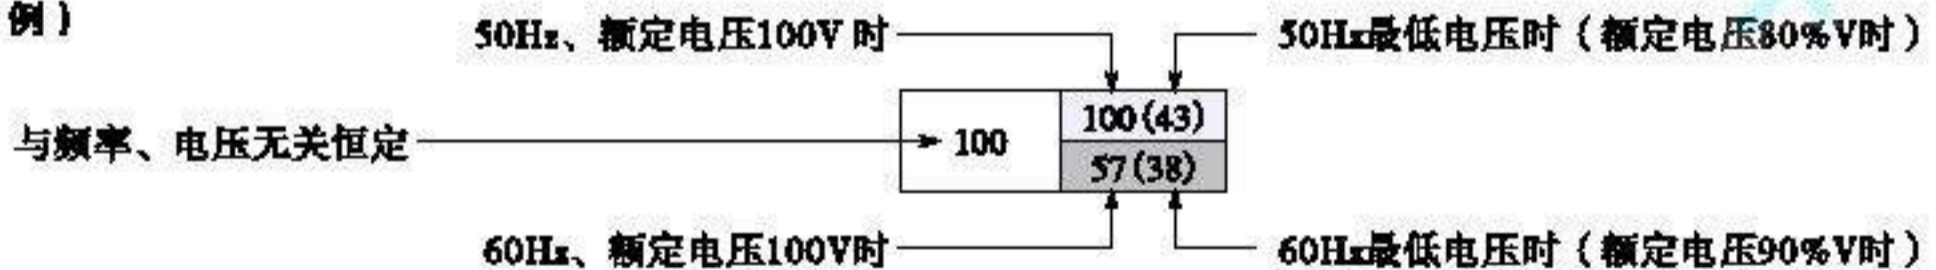 例）
50Hz、额定电压100V 时
50Hz最低电压时（额定电压80%V时）
100(43)
与频率、电压无关恒定
100
57(38)
60Hz、额定电压100V时
60Hz最低电压时（额定电压90%V时）